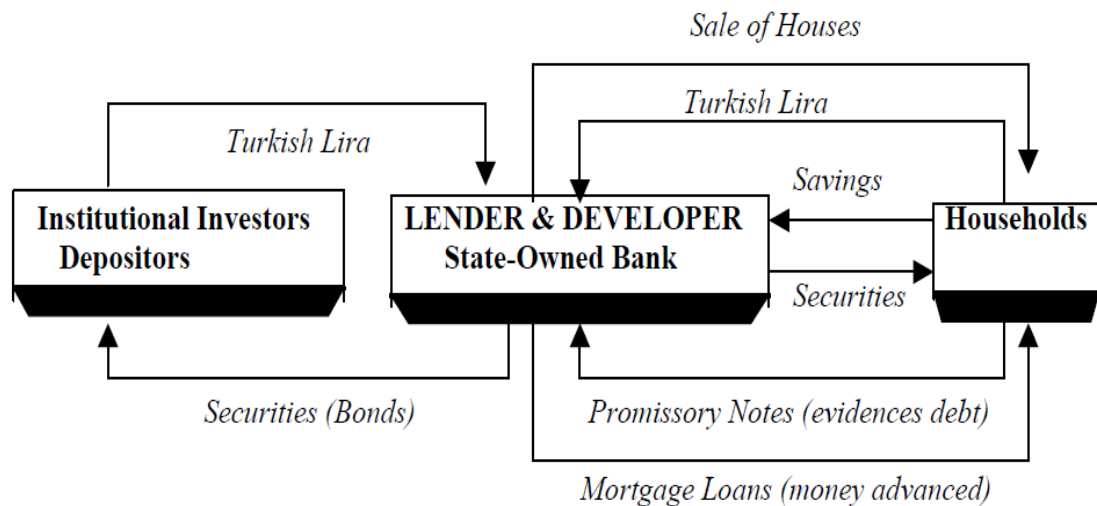 Sale of Houses
Turkish Lira
Turkish Lira
Savings
Institutional Investors
Depositors
LENDER & DEVELOPER
State-Owned Bank
Households
Securities
Securities (Bonds)
Promissory Notes (evidences debt)
Mortgage Loans (money advanced)